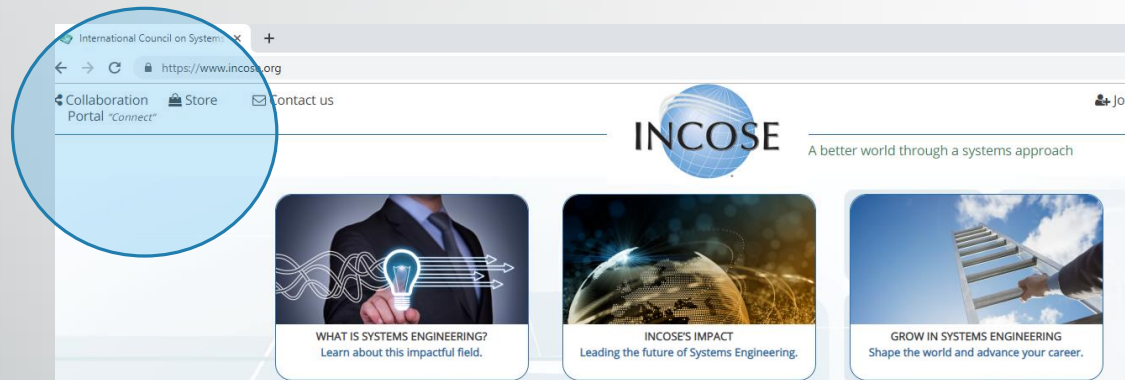 International Council on Systems
https://www.incose.org
Collaboration Store Contact us
Portal "Connect"
Jo
INCOSE
A better world through a systems approach
WHAT IS SYSTEMS ENGINEERING?
Learn about this impactful field.
INCOSE'S IMPACT
Leading the future of Systems Engineering.
GROW IN SYSTEMS ENGINEERING
Shape the world and advance your career.